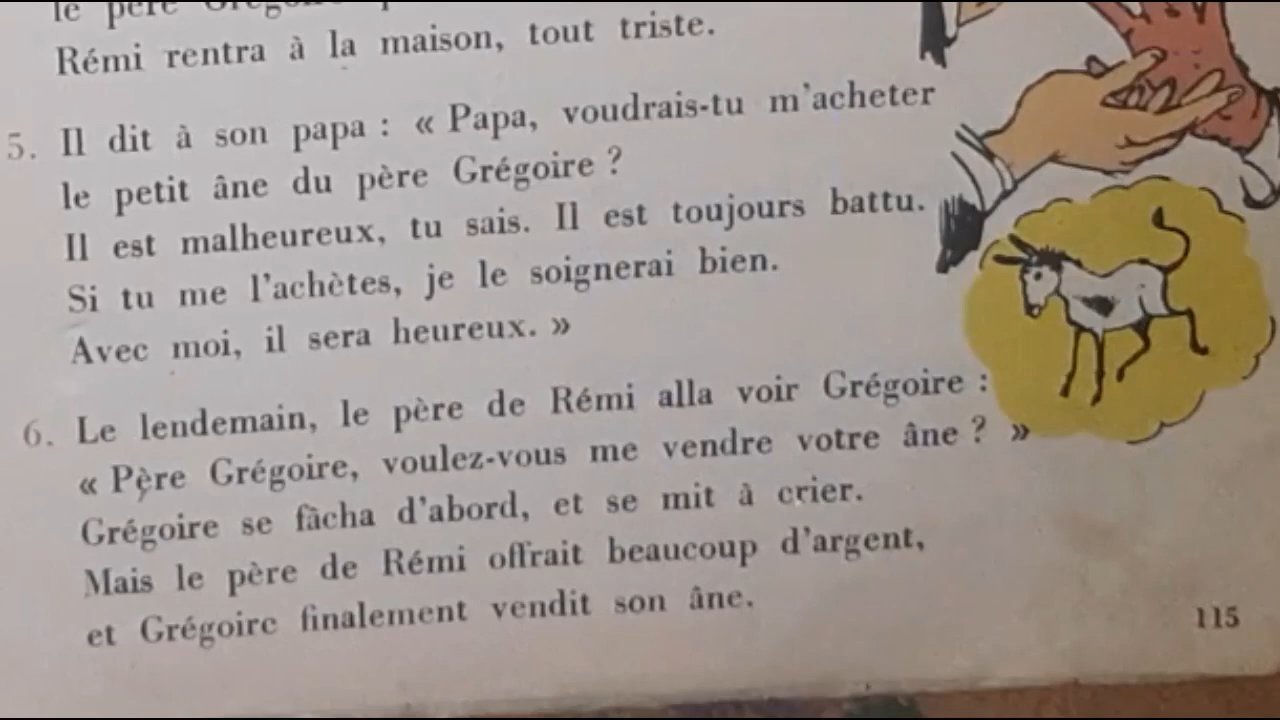 le père Grégoire
Rémi rentra à la maison, tout triste.
5. Il dit à son papa : « Papa, voudrais-tu m'acheter
le petit âne du père Grégoire ?
Il est malheureux, tu sais. Il est toujours battu.
Si tu me l'achètes, je le soignerai bien.
Avec moi, il sera heureux. »
6. Le lendemain, le père de Rémi alla voir Grégoire :
« Père Grégoire, voulez-vous me vendre votre âne ? »
Grégoire se fâcha d'abord, et se mit à crier.
Mais le père de Rémi offrait beaucoup d'argent,
et Grégoire finalement vendit son âne.
115